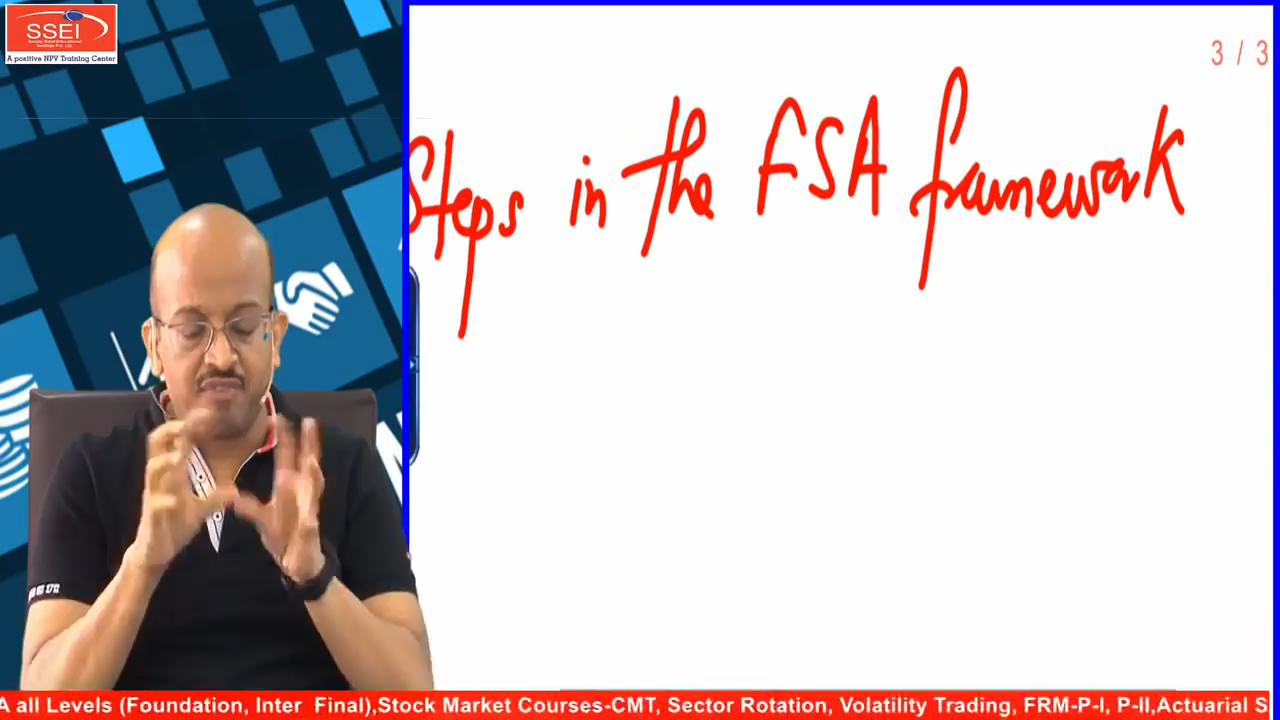 SSEI
A positive NPV Training Center
3 / 3
Steps in the FSA framework
A all Levels (Foundation, Inter Final),Stock Market Courses-CMT, Sector Rotation, Volatility Trading, FRM-P-I, P-II,Actuarial S